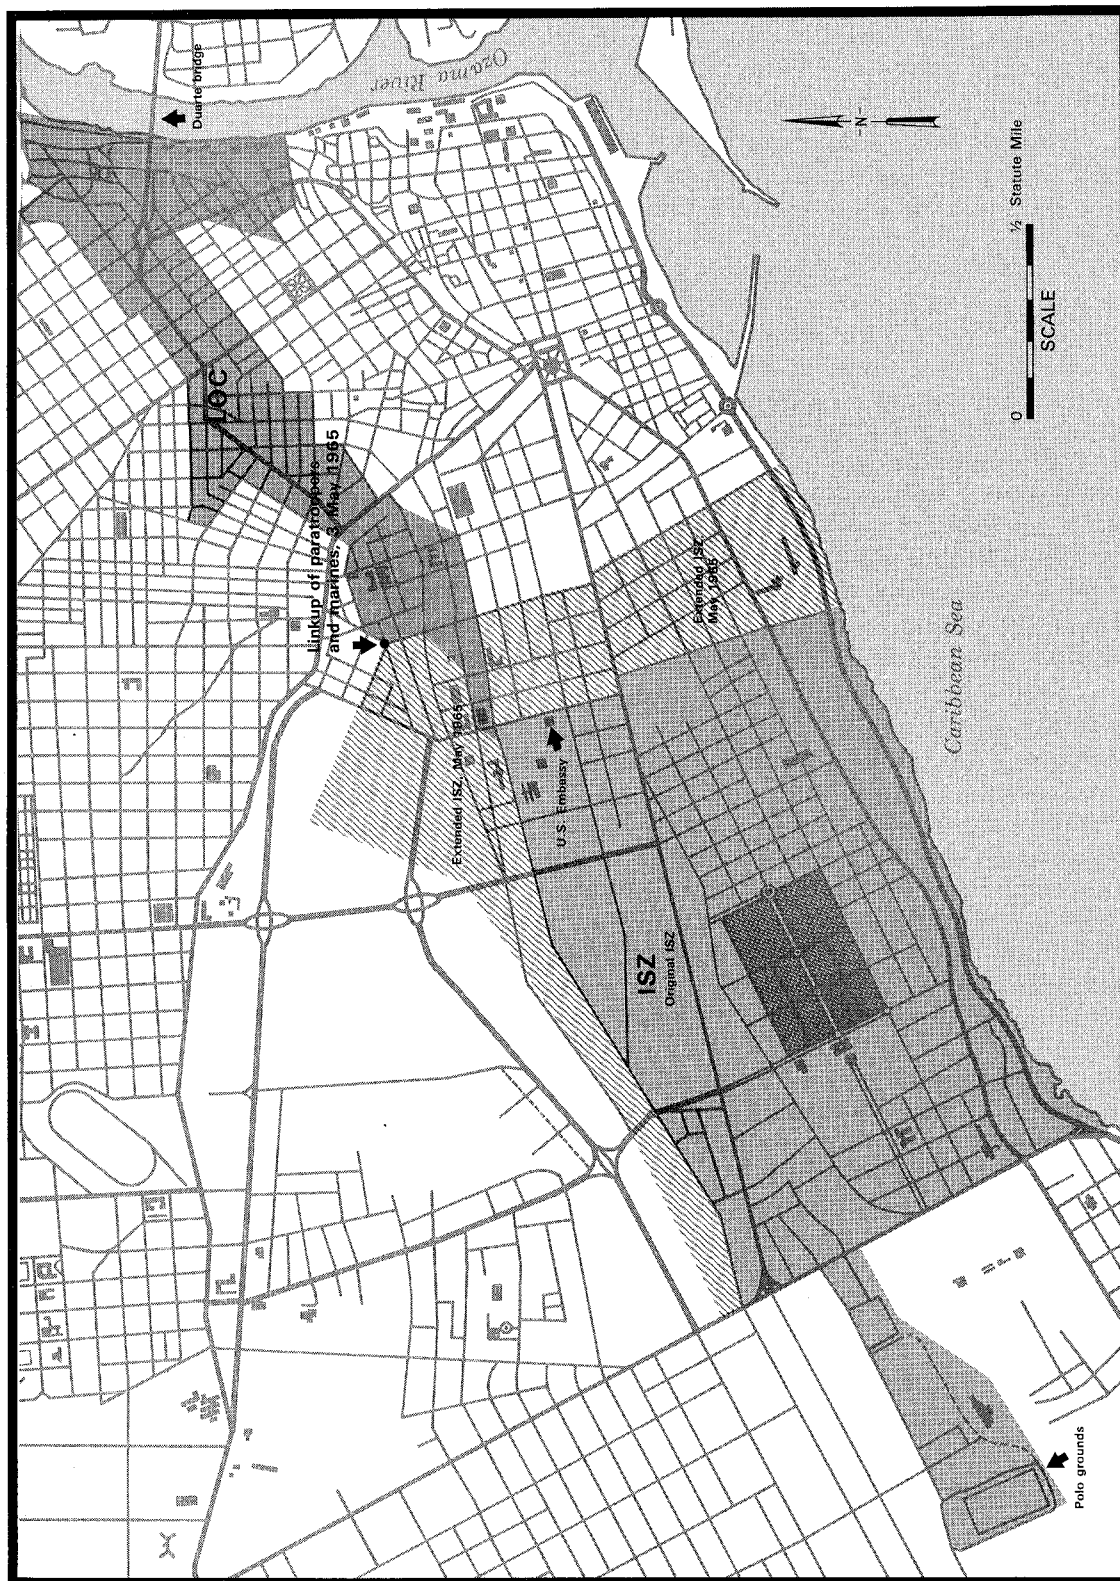 Duarte bridge
Ozama River
LOC
Linkup of paratroopers
and marines, 3 May 1965
Extended ISZ, May 1965
Extended ISZ,
May 1965
U.S. Embassy
ISZ
Original ISZ
Caribbean Sea
Polo grounds
-N-
0 ½ Statute Mile
SCALE